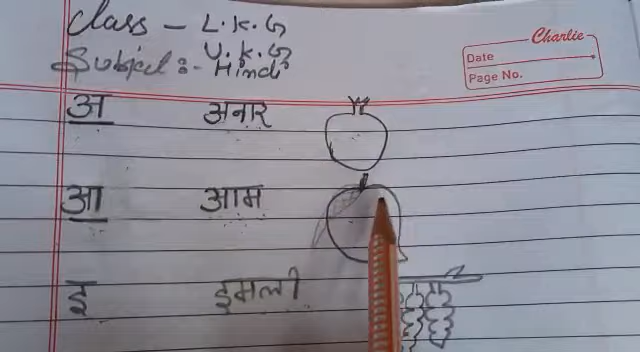 Class - L.K.G
U.K.G
Subject:- Hindi
Charlie
Date
Page No.
अ अनार
आ आम
इ इमली